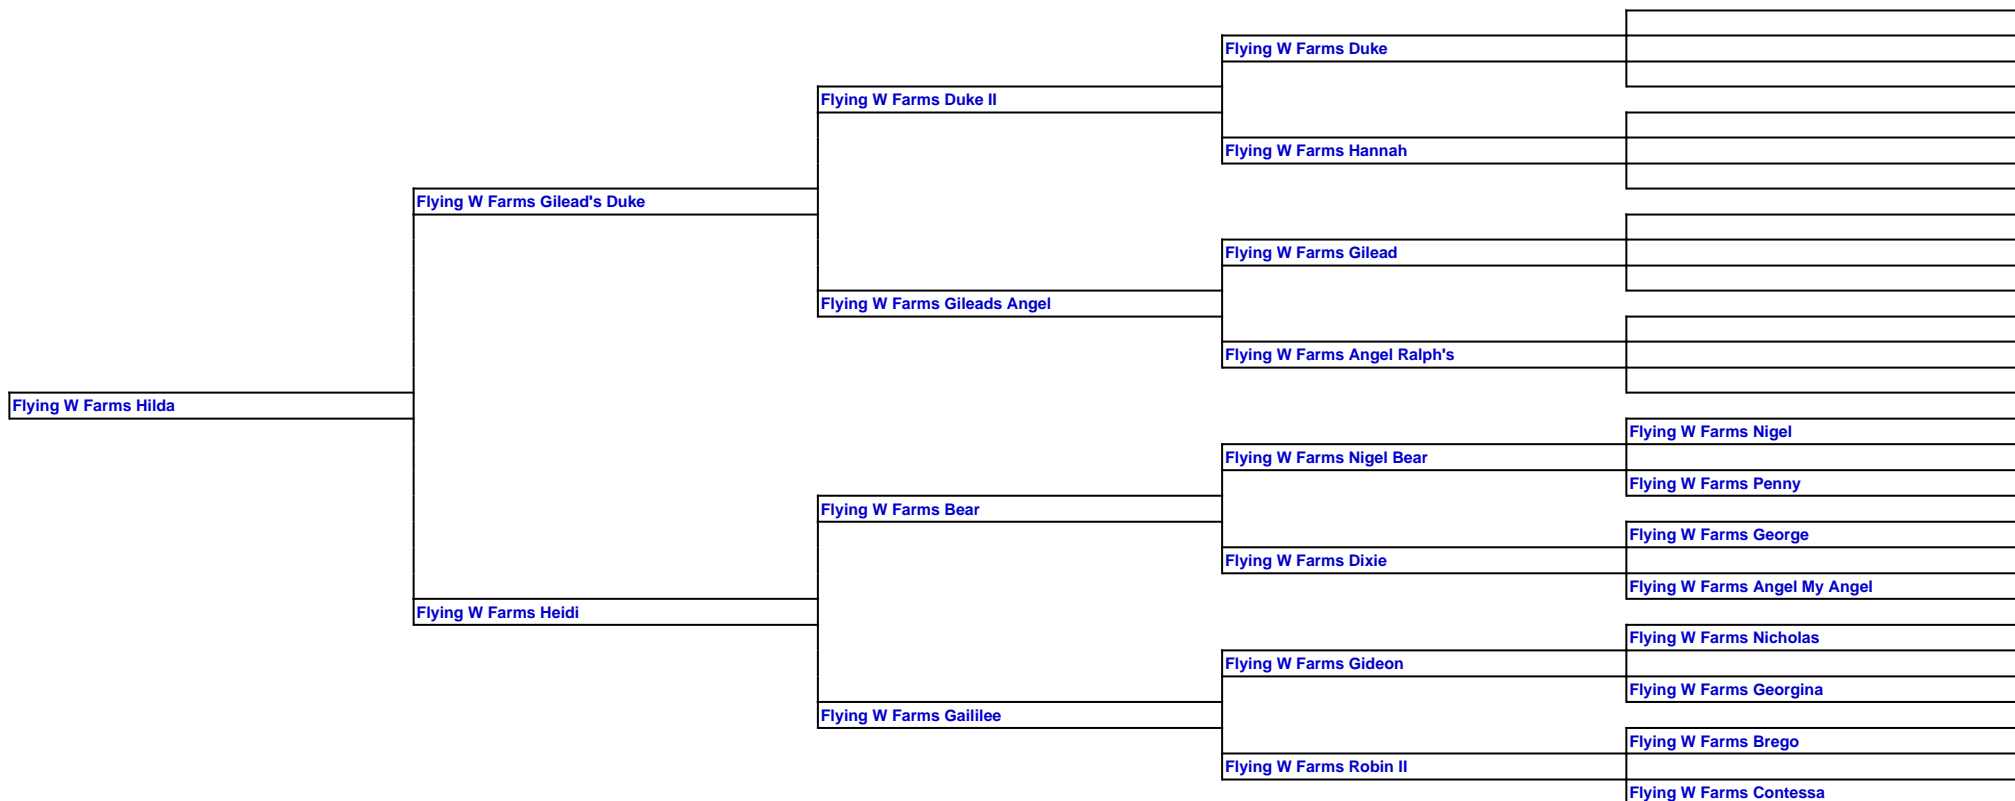 Flying W Farms Duke
Flying W Farms Duke II
Flying W Farms Hannah
Flying W Farms Gilead's Duke
Flying W Farms Gilead
Flying W Farms Gileads Angel
Flying W Farms Angel Ralph's
Flying W Farms Hilda
Flying W Farms Nigel
Flying W Farms Nigel Bear
Flying W Farms Penny
Flying W Farms Bear
Flying W Farms George
Flying W Farms Dixie
Flying W Farms Angel My Angel
Flying W Farms Heidi
Flying W Farms Nicholas
Flying W Farms Gideon
Flying W Farms Georgina
Flying W Farms Gaililee
Flying W Farms Brego
Flying W Farms Robin II
Flying W Farms Contessa